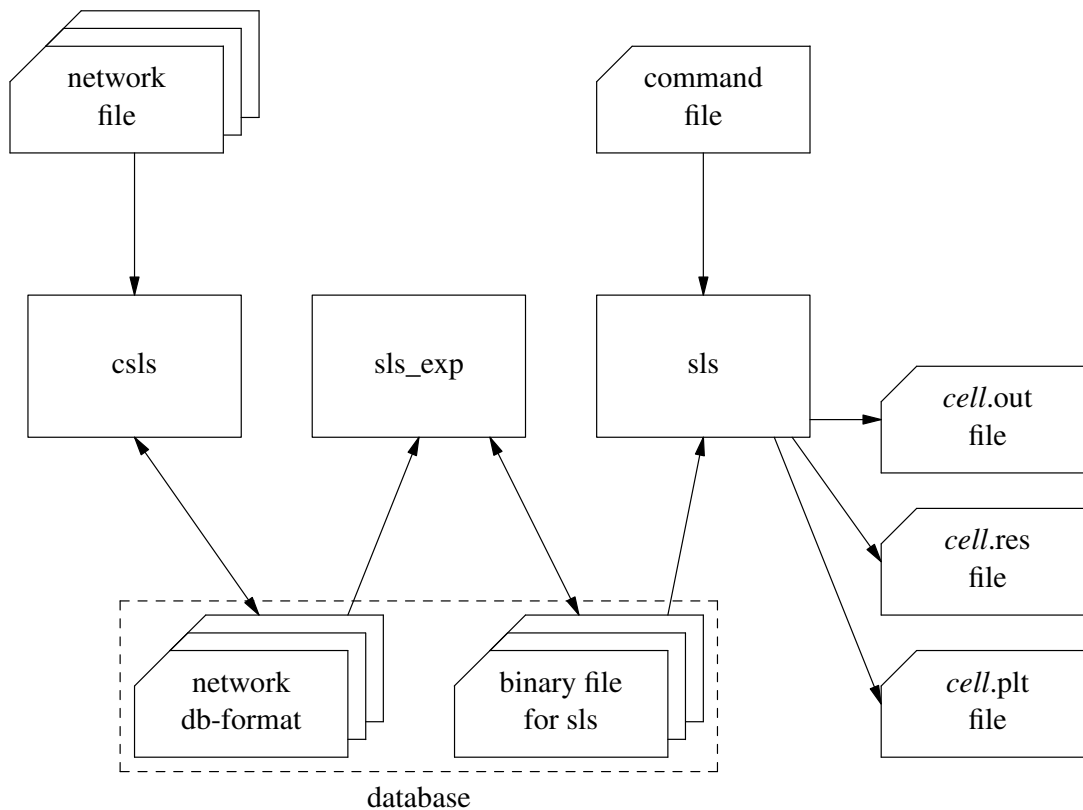 network
file
command
file
csls
sls_exp
sls
cell.out
file
cell.res
file
cell.plt
file
network
db-format
binary file
for sls
database